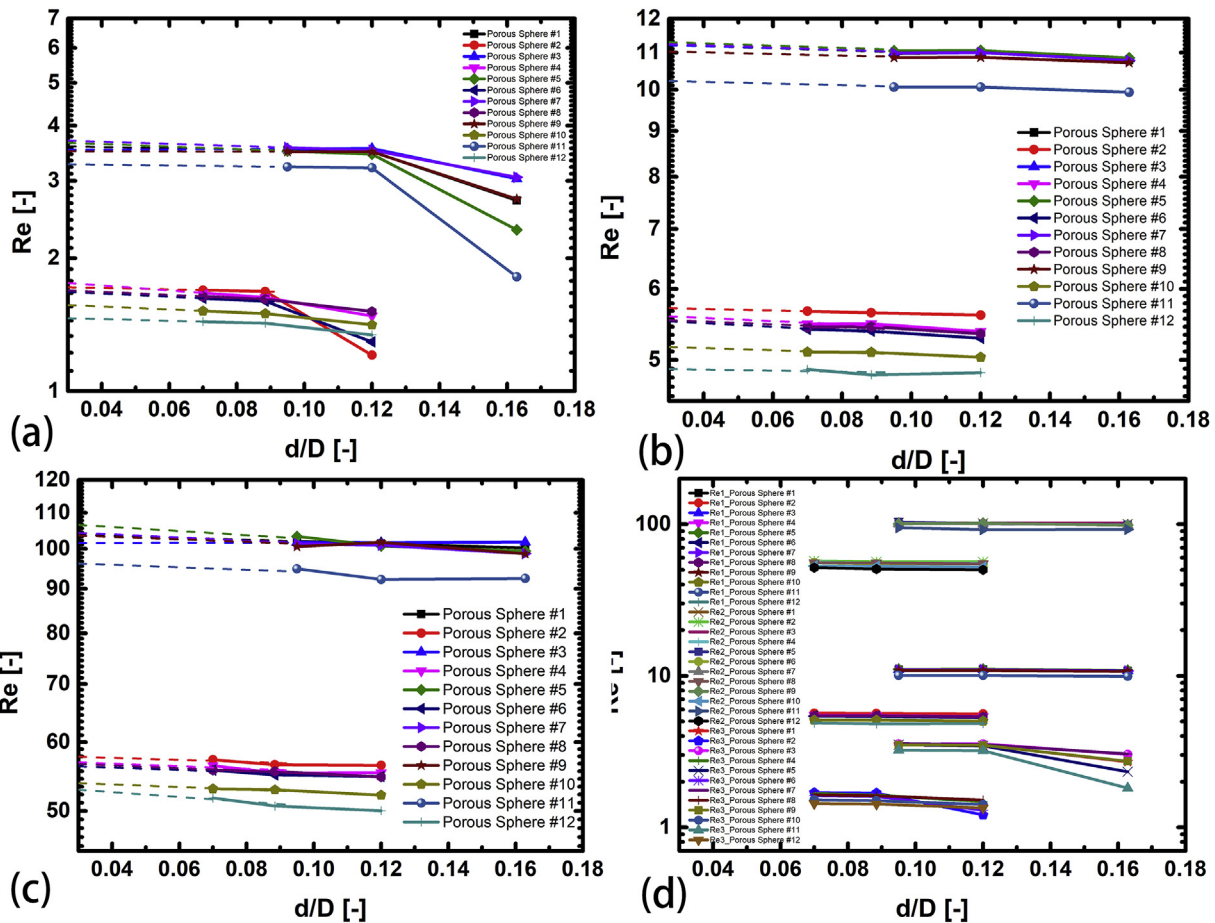 7
6
5
4
3
2
1
Re [-]
Porous Sphere #1
Porous Sphere #2
Porous Sphere #3
Porous Sphere #4
Porous Sphere #5
Porous Sphere #6
Porous Sphere #7
Porous Sphere #8
Porous Sphere #9
Porous Sphere #10
Porous Sphere #11
Porous Sphere #12
0.04 0.06 0.08 0.10 0.12 0.14 0.16 0.18
(a)
d/D [-]
12
11
10
9
8
7
6
5
Re [-]
Porous Sphere #1
Porous Sphere #2
Porous Sphere #3
Porous Sphere #4
Porous Sphere #5
Porous Sphere #6
Porous Sphere #7
Porous Sphere #8
Porous Sphere #9
Porous Sphere #10
Porous Sphere #11
Porous Sphere #12
0.04 0.06 0.08 0.10 0.12 0.14 0.16 0.18
(b)
d/D [-]
120
110
100
90
80
70
60
50
Re [-]
Porous Sphere #1
Porous Sphere #2
Porous Sphere #3
Porous Sphere #4
Porous Sphere #5
Porous Sphere #6
Porous Sphere #7
Porous Sphere #8
Porous Sphere #9
Porous Sphere #10
Porous Sphere #11
Porous Sphere #12
0.04 0.06 0.08 0.10 0.12 0.14 0.16 0.18
(c)
d/D [-]
100
10
1
Re [-]
Re1_Porous Sphere #1
Re1_Porous Sphere #2
Re1_Porous Sphere #3
Re1_Porous Sphere #4
Re1_Porous Sphere #5
Re1_Porous Sphere #6
Re1_Porous Sphere #7
Re1_Porous Sphere #8
Re1_Porous Sphere #9
Re1_Porous Sphere #10
Re1_Porous Sphere #11
Re1_Porous Sphere #12
Re2_Porous Sphere #1
Re2_Porous Sphere #2
Re2_Porous Sphere #3
Re2_Porous Sphere #4
Re2_Porous Sphere #5
Re2_Porous Sphere #6
Re2_Porous Sphere #7
Re2_Porous Sphere #8
Re2_Porous Sphere #9
Re2_Porous Sphere #10
Re2_Porous Sphere #11
Re2_Porous Sphere #12
Re3_Porous Sphere #1
Re3_Porous Sphere #2
Re3_Porous Sphere #3
Re3_Porous Sphere #4
Re3_Porous Sphere #5
Re3_Porous Sphere #6
Re3_Porous Sphere #7
Re3_Porous Sphere #8
Re3_Porous Sphere #9
Re3_Porous Sphere #10
Re3_Porous Sphere #11
Re3_Porous Sphere #12
0.04 0.06 0.08 0.10 0.12 0.14 0.16 0.18
(d)
d/D [-]